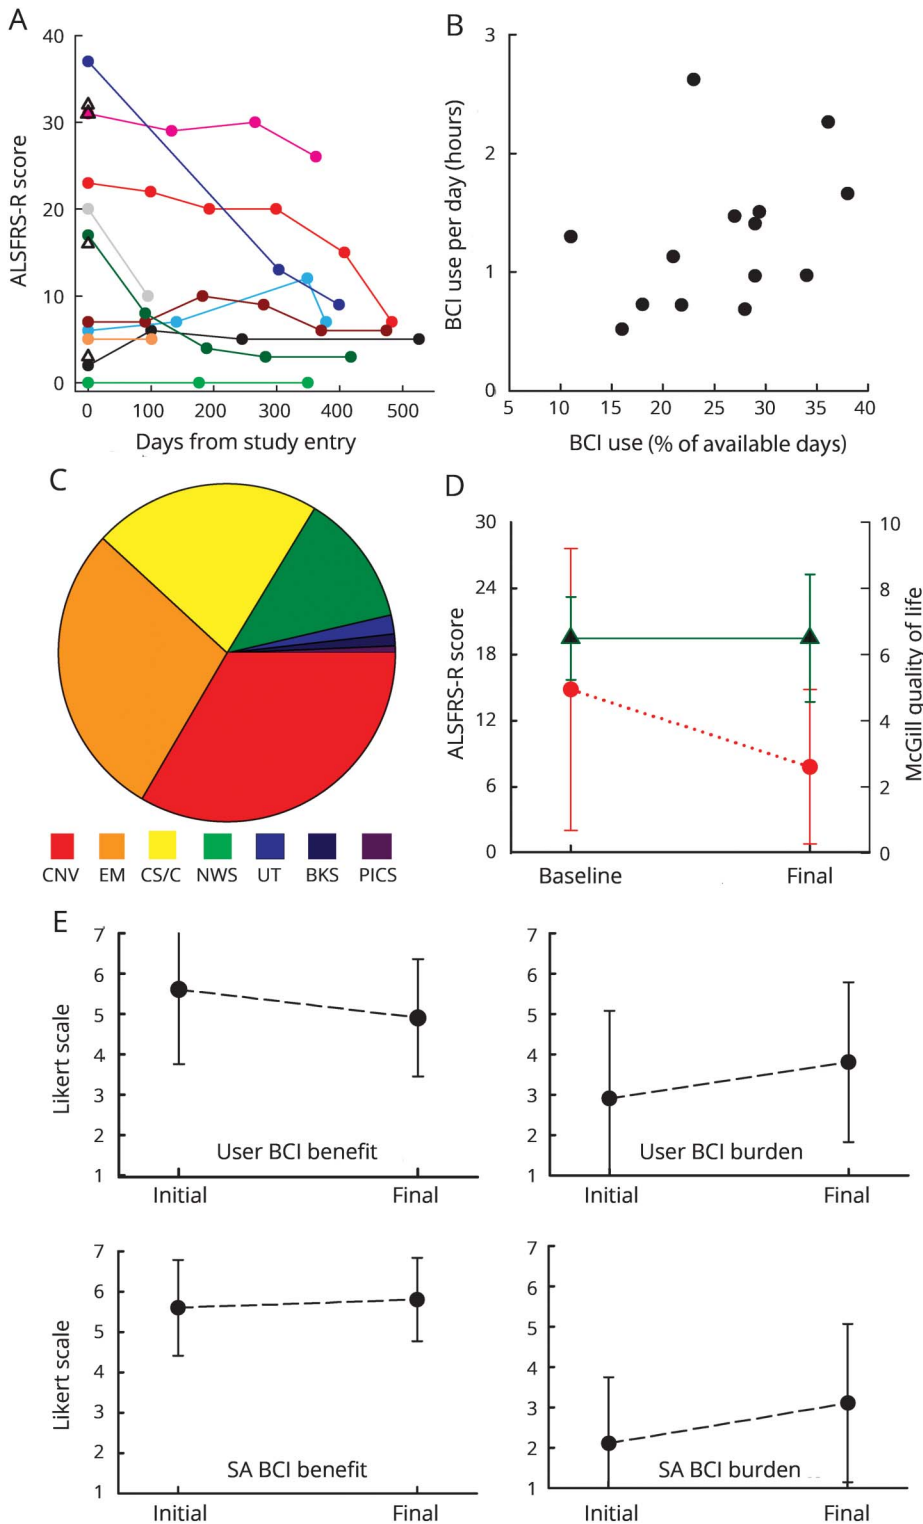 A
40
30
20
10
0
ALSFRS-R score
0 100 200 300 400 500
Days from study entry
B
3
2
1
0
BCI use per day (hours)
5 10 15 20 25 30 35 40
BCI use (% of available days)
C
CNV EM CS/C NWS UT BKS PICS
D
30
24
18
12
6
0
ALSFRS-R score
10
8
6
4
2
0
McGill quality of life
Baseline Final
E
7
6
5
4
3
2
1
Likert scale
User BCI benefit
Initial Final
7
6
5
4
3
2
1
User BCI burden
Initial Final
7
6
5
4
3
2
1
Likert scale
SA BCI benefit
Initial Final
7
6
5
4
3
2
1
SA BCI burden
Initial Final